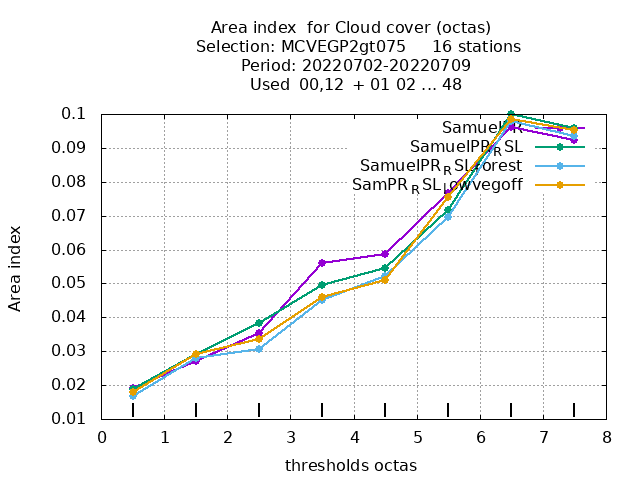 Area index  for Cloud cover (octas)
Selection: MCVEGP2gt075     16 stations
Period: 20220702-20220709
Used  00,12  + 01 02 ... 48
0.1
0.09
0.08
0.07
0.06
0.05
0.04
0.03
0.02
0.01
Area index
SamuelPR_RSL
SamPR_RSL
0 1 2 3 4 5 6 7 8
thresholds octas